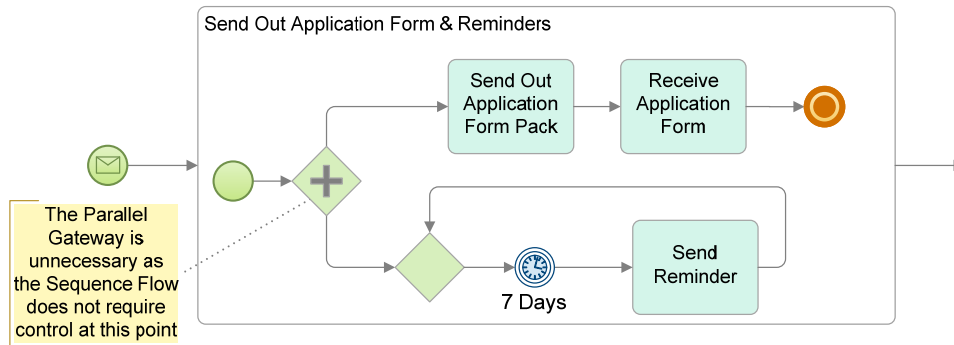 Send Out Application Form & Reminders
Send Out
Application
Form Pack
Receive
Application
Form
The Parallel
Gateway is
unnecessary as
the Sequence Flow
does not require
control at this point
7 Days
Send
Reminder